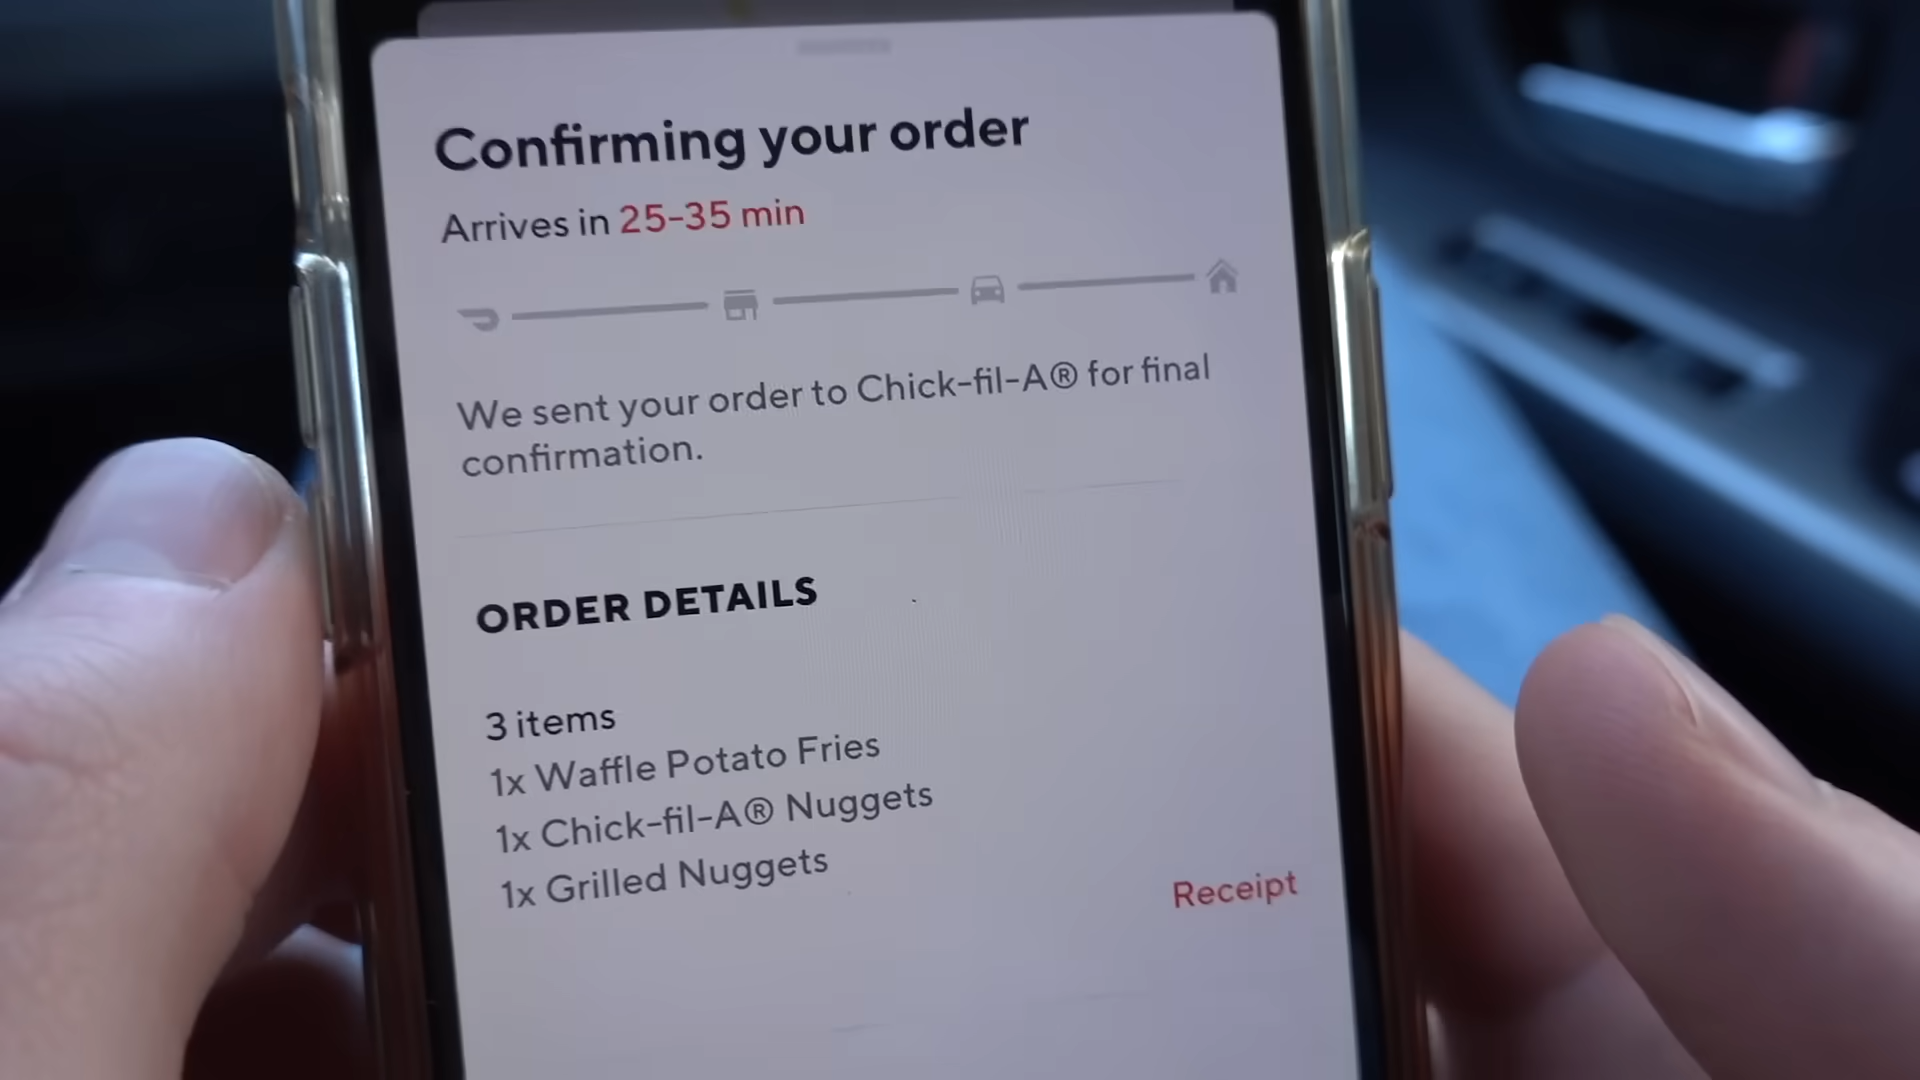 Confirming your order
Arrives in 25-35 min
We sent your order to Chick-fil-A® for final
confirmation.
ORDER DETAILS
3 items
1x Waffle Potato Fries
1x Chick-fil-A® Nuggets
1x Grilled Nuggets
Receipt